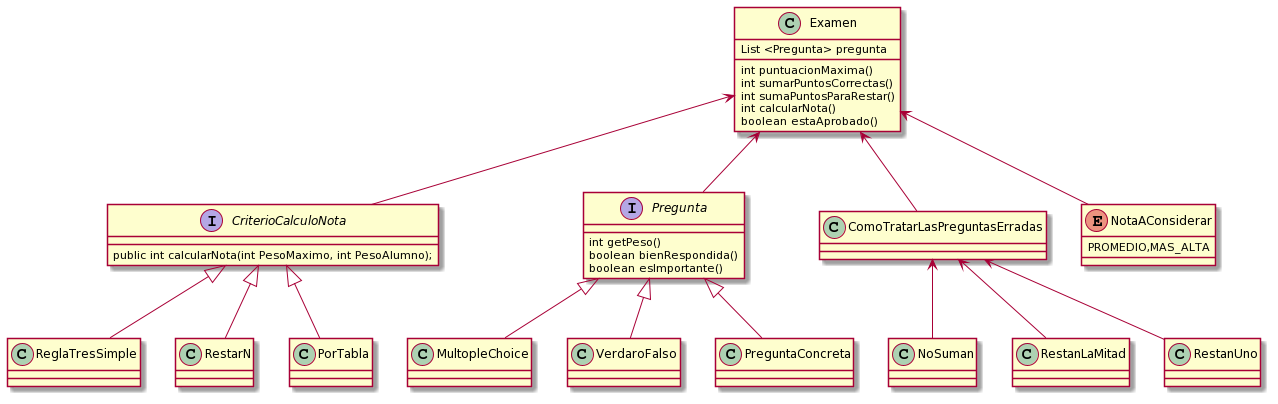 C Examen
List <Pregunta> pregunta
int puntuacionMaxima()
int sumarPuntosCorrectas()
int sumaPuntosParaRestar()
int calcularNota()
boolean estaAprobado()
I CriterioCalculoNota
public int calcularNota(int PesoMaximo, int PesoAlumno);
I Pregunta
int getPeso()
boolean bienRespondida()
boolean esImportante()
C ComoTratarLasPreguntasErradas
E NotaAConsiderar
PROMEDIO,MAS_ALTA
C ReglaTresSimple
C RestarN
C PorTabla
C MultopleChoice
C VerdaroFalso
C PreguntaConcreta
C NoSuman
C RestanLaMitad
C RestanUno